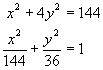 x² + 4y² = 144
x²/144 + y²/36 = 1